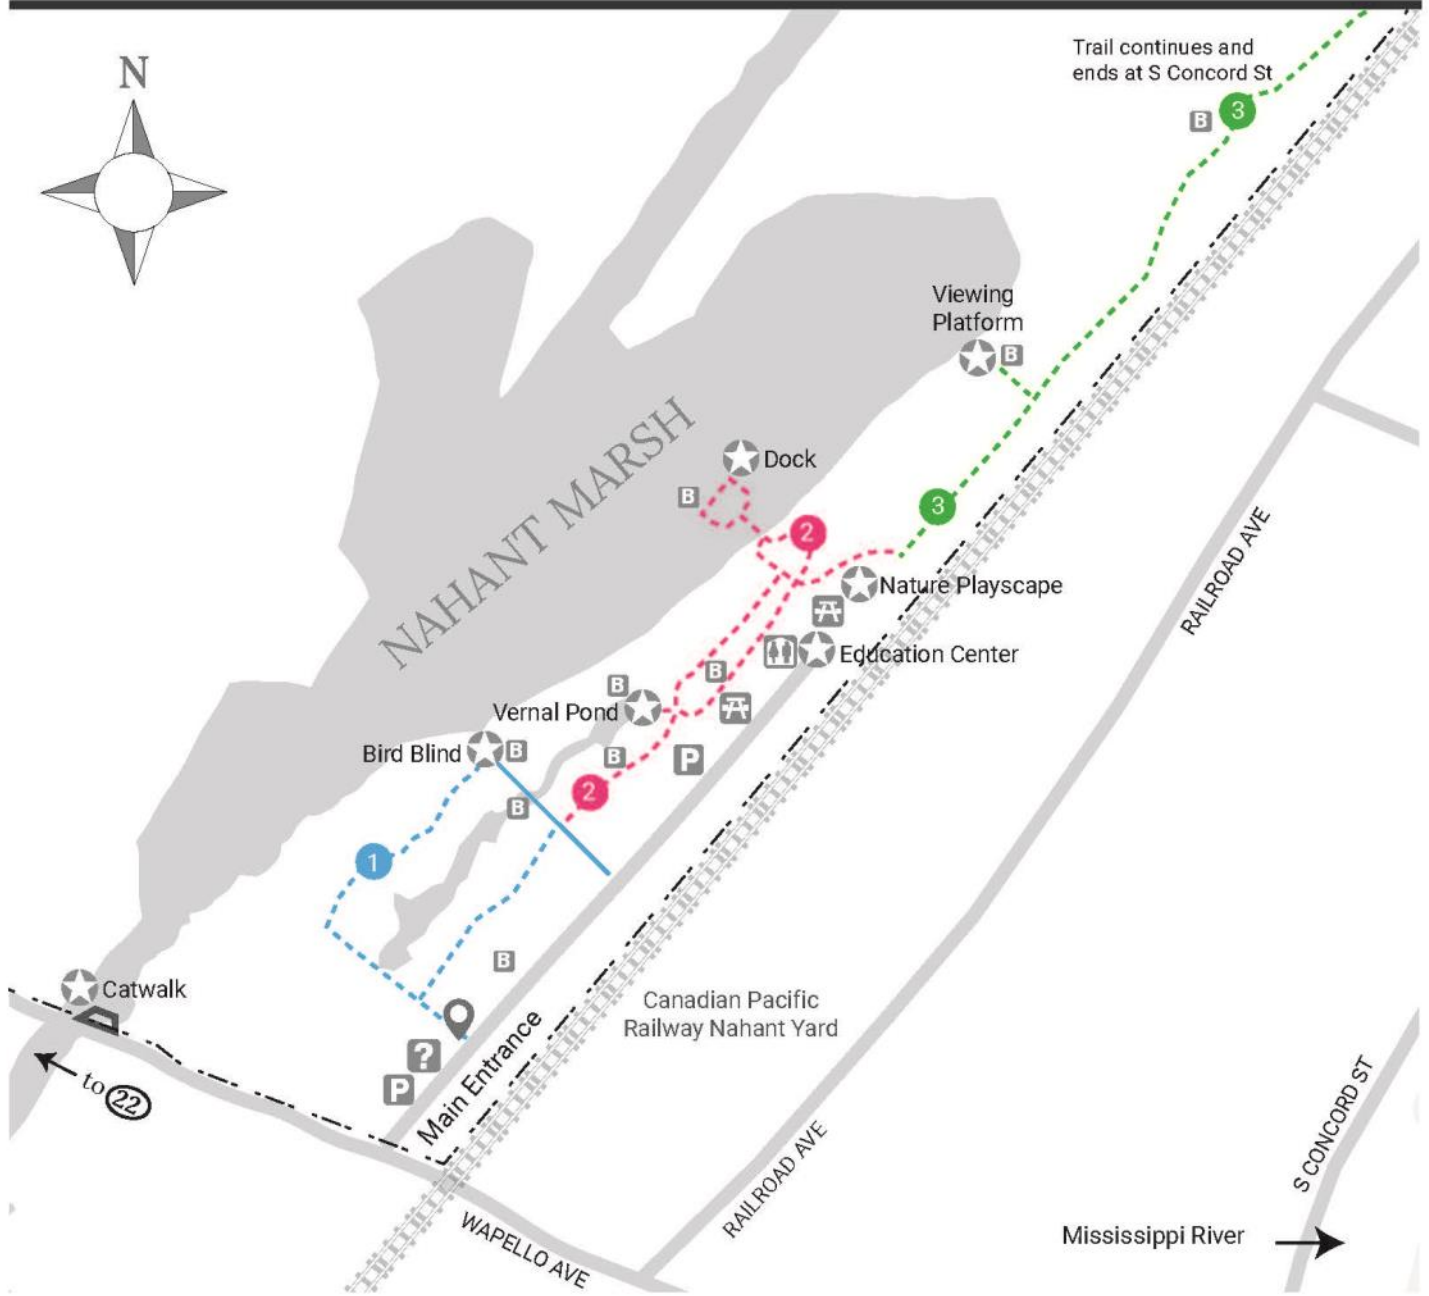 N
Trail continues and
ends at S Concord St
3
B
Viewing
Platform
B
NAHANT MARSH
Dock
B
2
3
Nature Playscape
RAILROAD AVE
Education Center
B
B
Vernal Pond
Bird Blind
B
B
P
2
B
1
B
Catwalk
Canadian Pacific
Railway Nahant Yard
?
P
Main Entrance
to 22
RAILROAD AVE
S CONCORD ST
WAPELLO AVE
Mississippi River